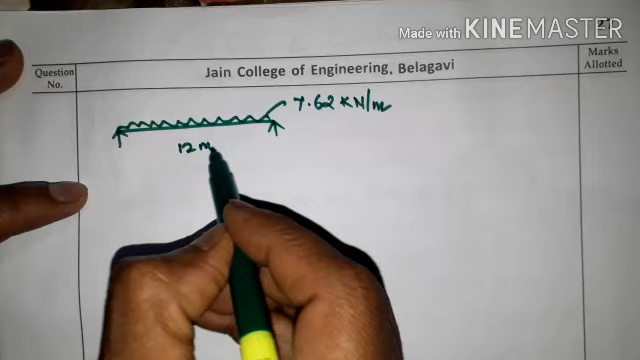 Made with KINEMASTER
Question No.
Jain College of Engineering, Belagavi
Marks Allotted
7.62 KN/m
12 m